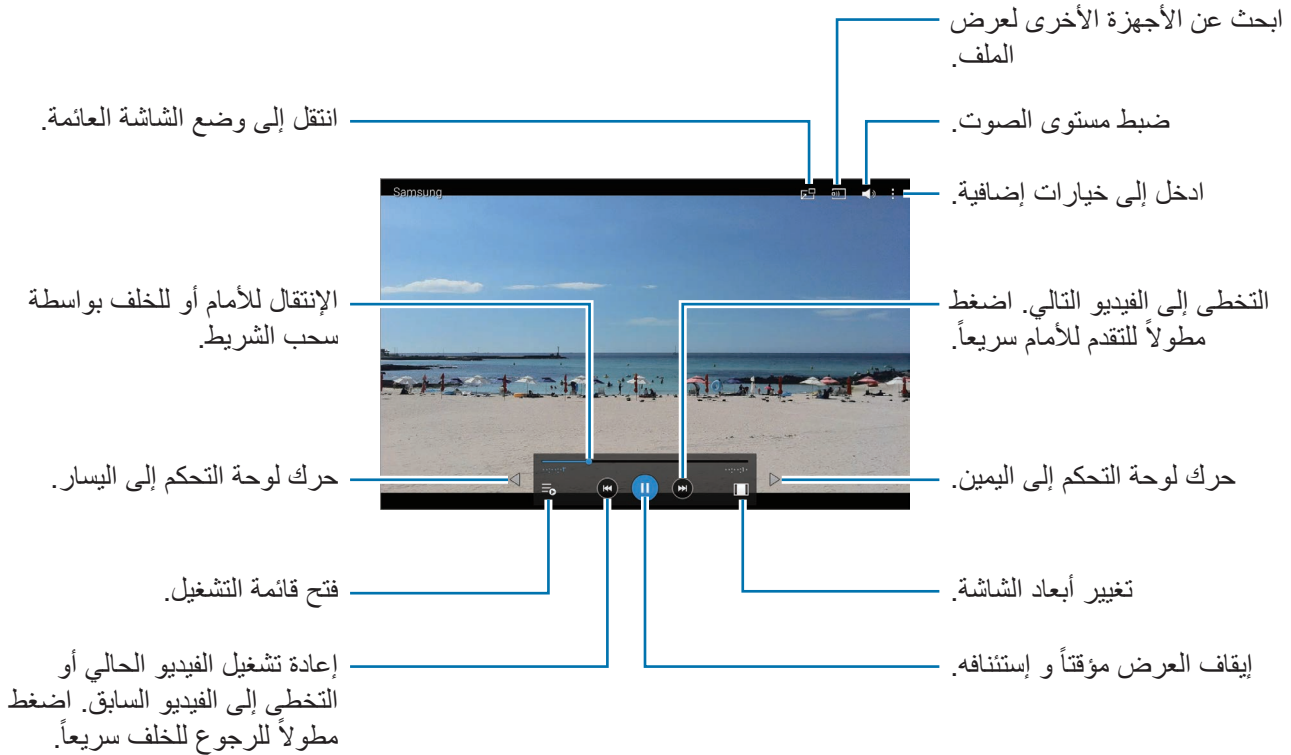 ابحث عن الأجهزة الأخرى لعرض
الملف.
ضبط مستوى الصوت.
انتقل إلى وضع الشاشة العائمة.
ادخل إلى خيارات إضافية.
Samsung
التخطى إلى الفيديو التالي. اضغط
مطولاً للتقدم للأمام سريعاً.
الإنتقال للأمام أو للخلف بواسطة
سحب الشريط.
حرك لوحة التحكم إلى اليمين.
حرك لوحة التحكم إلى اليسار.
تغيير أبعاد الشاشة.
فتح قائمة التشغيل.
إيقاف العرض مؤقتاً و إستئنافه.
إعادة تشغيل الفيديو الحالي أو
التخطى إلى الفيديو السابق. اضغط
مطولاً للرجوع للخلف سريعاً.